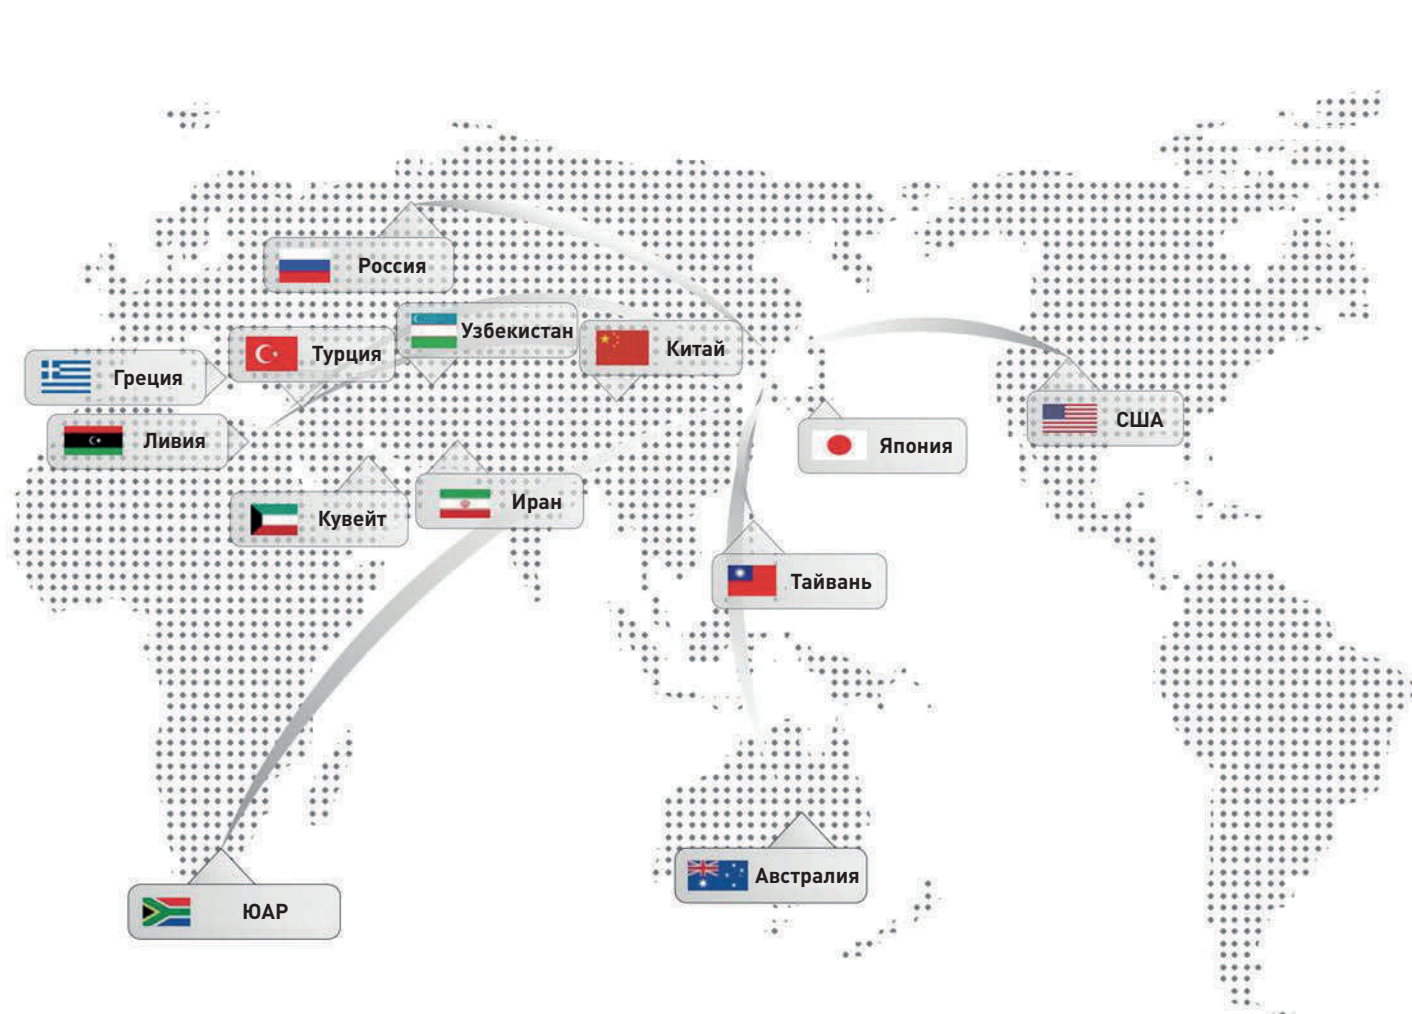 Россия
Узбекистан
Китай
Турция
Греция
США
Ливия
Япония
Иран
Кувейт
Тайвань
Австралия
ЮАР